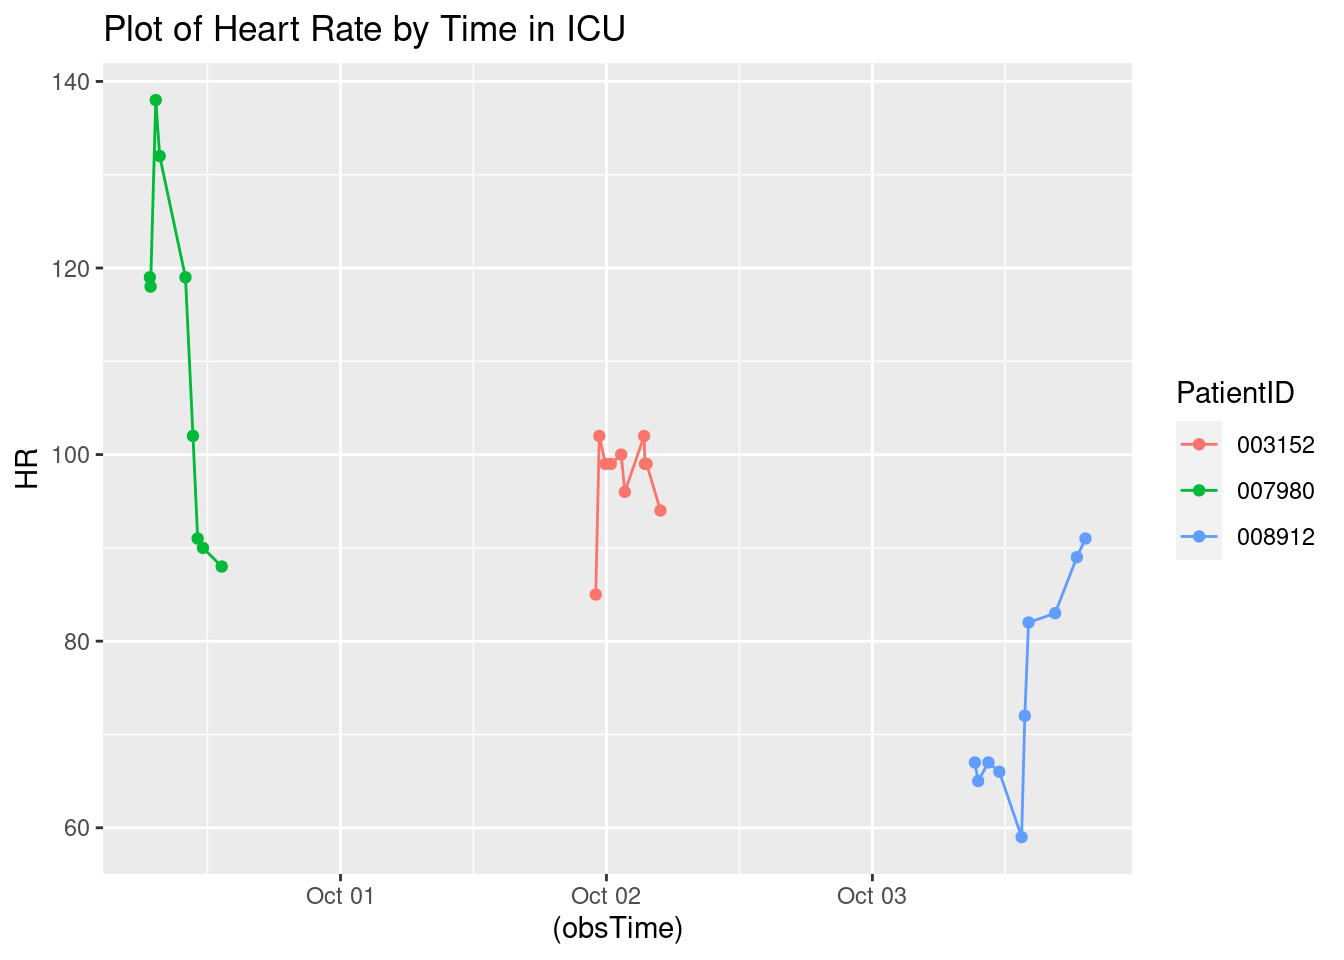 Plot of Heart Rate by Time in ICU
140
120
100
80
60
HR
Oct 01
Oct 02
Oct 03
(obsTime)
PatientID
003152
007980
008912